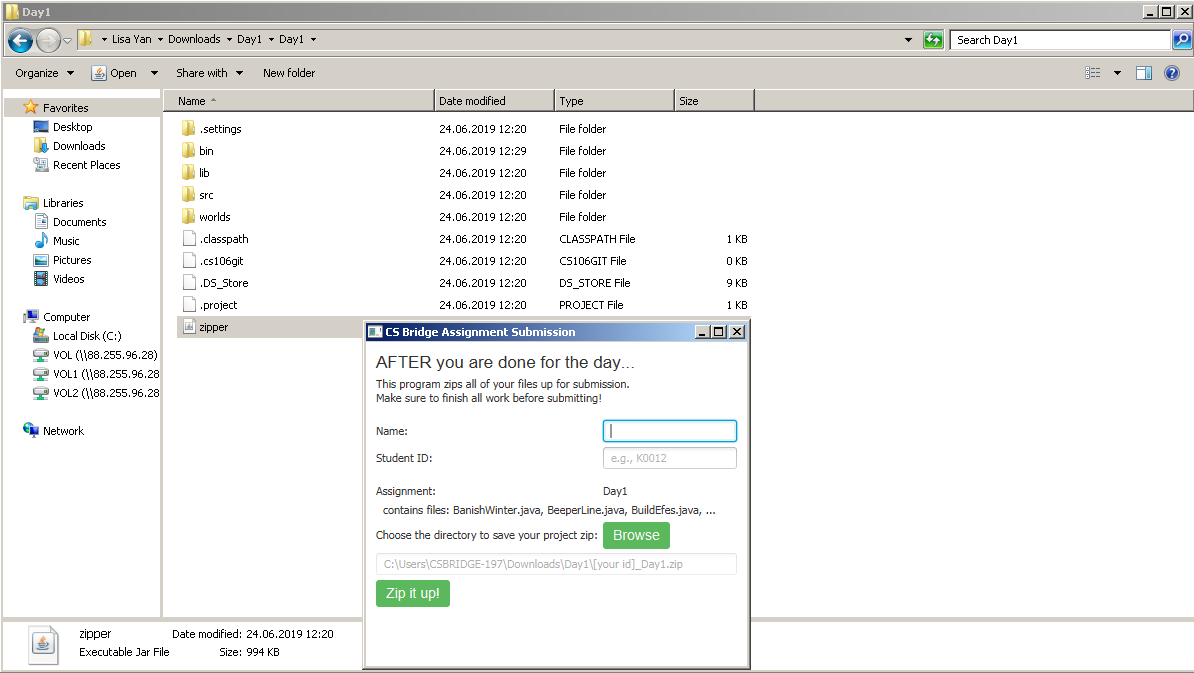 Day1
Lisa Yan Downloads Day1 Day1
Search Day1
Organize Open Share with New folder
Favorites
Desktop
Downloads
Recent Places
Libraries
Documents
Music
Pictures
Videos
Computer
Local Disk (C:)
VOL (\\88.255.96.28)
VOL1 (\\88.255.96.28
VOL2 (\\88.255.96.28
Network
Name Date modified Type Size
.settings 24.06.2019 12:20 File folder
bin 24.06.2019 12:29 File folder
lib 24.06.2019 12:20 File folder
src 24.06.2019 12:20 File folder
worlds 24.06.2019 12:20 File folder
.classpath 24.06.2019 12:20 CLASSPATH File 1 KB
.cs106git 24.06.2019 12:20 CS106GIT File 0 KB
.DS_Store 24.06.2019 12:20 DS_STORE File 9 KB
.project 24.06.2019 12:20 PROJECT File 1 KB
zipper
CS Bridge Assignment Submission
AFTER you are done for the day...
This program zips all of your files up for submission.
Make sure to finish all work before submitting!
Name:
Student ID: e.g., K0012
Assignment: Day1
contains files: BanishWinter.java, BeeperLine.java, BuildEfes.java, ...
Choose the directory to save your project zip: Browse
C:\Users\CSBRIDGE-197\Downloads\Day1\[your id]_Day1.zip
Zip it up!
zipper Date modified: 24.06.2019 12:20
Executable Jar File Size: 994 KB